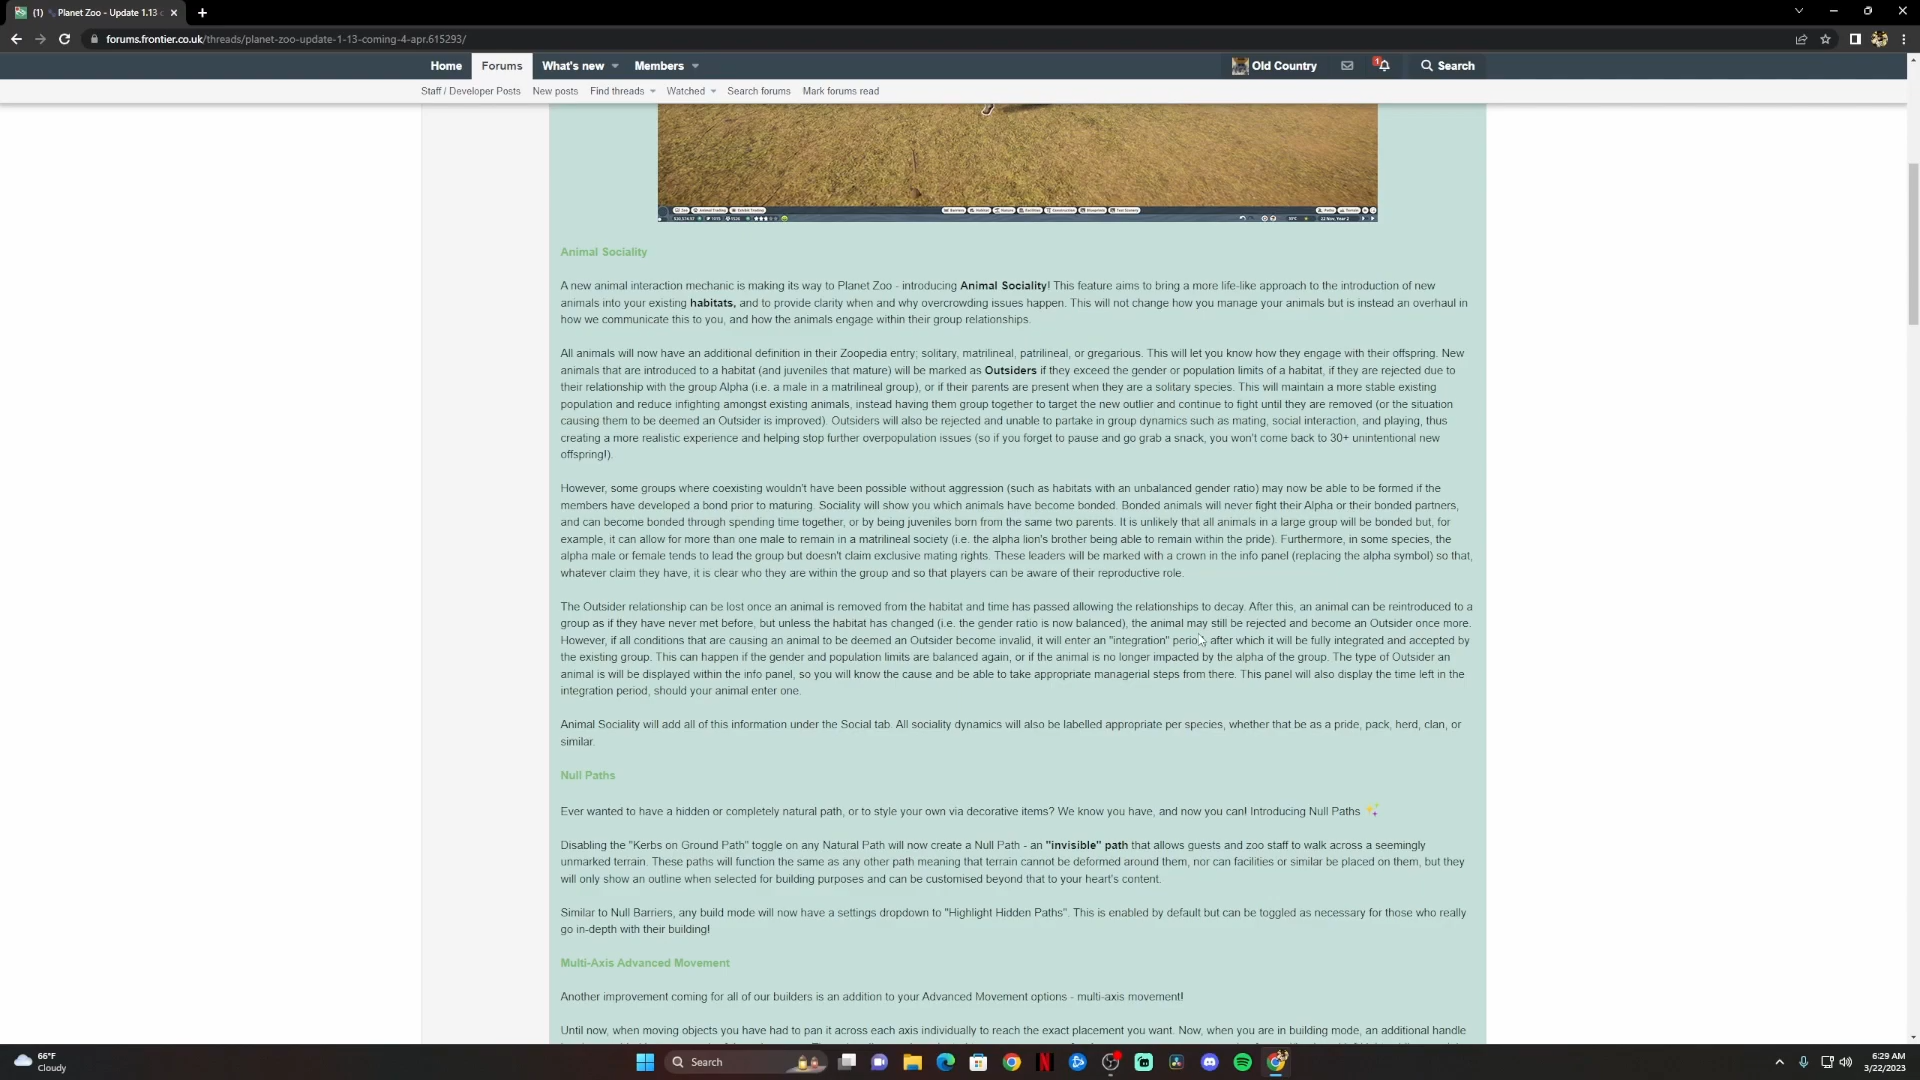 (1) 🐾 Planet Zoo - Update 1.13
forums.frontier.co.uk/threads/planet-zoo-update-1-13-coming-4-apr.615293/
Home Forums What's new Members Old Country 1 Search
Staff / Developer Posts New posts Find threads Watched Search forums Mark forums read
Animal Sociality
A new animal interaction mechanic is making its way to Planet Zoo - introducing Animal Sociality! This feature aims to bring a more life-like approach to the introduction of new
animals into your existing habitats, and to provide clarity when and why overcrowding issues happen. This will not change how you manage your animals but is instead an overhaul in
how we communicate this to you, and how the animals engage within their group relationships.
All animals will now have an additional definition in their Zoopedia entry; solitary, matrilineal, patrilineal, or gregarious. This will let you know how they engage with their offspring. New
animals that are introduced to a habitat (and juveniles that mature) will be marked as Outsiders if they exceed the gender or population limits of a habitat, if they are rejected due to
their relationship with the group Alpha (i.e. a male in a matrilineal group), or if their parents are present when they are a solitary species. This will maintain a more stable existing
population and reduce infighting amongst existing animals, instead having them group together to target the new outlier and continue to fight until they are removed (or the situation
causing them to be deemed an Outsider is improved). Outsiders will also be rejected and unable to partake in group dynamics such as mating, social interaction, and playing, thus
creating a more realistic experience and helping stop further overpopulation issues (so if you forget to pause and go grab a snack, you won't come back to 30+ unintentional new
offspring!).
However, some groups where coexisting wouldn't have been possible without aggression (such as habitats with an unbalanced gender ratio) may now be able to be formed if the
members have developed a bond prior to maturing. Sociality will show you which animals have become bonded. Bonded animals will never fight their Alpha or their bonded partners,
and can become bonded through spending time together, or by being juveniles born from the same two parents. It is unlikely that all animals in a large group will be bonded but, for
example, it can allow for more than one male to remain in a matrilineal society (i.e. the alpha lion's brother being able to remain within the pride). Furthermore, in some species, the
alpha male or female tends to lead the group but doesn't claim exclusive mating rights. These leaders will be marked with a crown in the info panel (replacing the alpha symbol) so that,
whatever claim they have, it is clear who they are within the group and so that players can be aware of their reproductive role.
The Outsider relationship can be lost once an animal is removed from the habitat and time has passed allowing the relationships to decay. After this, an animal can be reintroduced to a
group as if they have never met before, but unless the habitat has changed (i.e. the gender ratio is now balanced), the animal may still be rejected and become an Outsider once more.
However, if all conditions that are causing an animal to be deemed an Outsider become invalid, it will enter an "integration" period, after which it will be fully integrated and accepted by
the existing group. This can happen if the gender and population limits are balanced again, or if the animal is no longer impacted by the alpha of the group. The type of Outsider an
animal is will be displayed within the info panel, so you will know the cause and be able to take appropriate managerial steps from there. This panel will also display the time left in the
integration period, should your animal enter one.
Animal Sociality will add all of this information under the Social tab. All sociality dynamics will also be labelled appropriate per species, whether that be as a pride, pack, herd, clan, or
similar.
Null Paths
Ever wanted to have a hidden or completely natural path, or to style your own via decorative items? We know you have, and now you can! Introducing Null Paths ✨
Disabling the "Kerbs on Ground Path" toggle on any Natural Path will now create a Null Path - an "invisible" path that allows guests and zoo staff to walk across a seemingly
unmarked terrain. These paths will function the same as any other path meaning that terrain cannot be deformed around them, nor can facilities or similar be placed on them, but they
will only show an outline when selected for building purposes and can be customised beyond that to your heart's content.
Similar to Null Barriers, any build mode will now have a settings dropdown to "Highlight Hidden Paths". This is enabled by default but can be toggled as necessary for those who really
go in-depth with their building!
Multi-Axis Advanced Movement
Another improvement coming for all of our builders is an addition to your Advanced Movement options - multi-axis movement!
Until now, when moving objects you have had to pan it across each axis individually to reach the exact placement you want. Now, when you are in building mode, an additional handle
66°F
Cloudy
Search
6:29 AM
3/22/2023